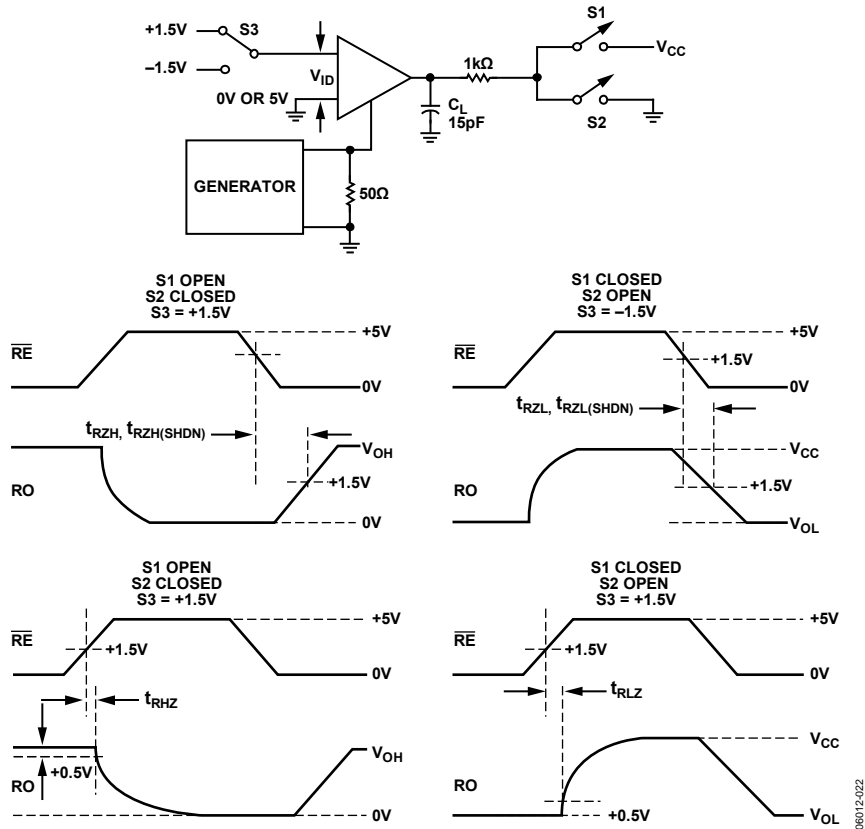 +1.5V
S3
–1.5V
V_ID
0V OR 5V
1kΩ
S1
V_CC
C_L
15pF
S2
GENERATOR
50Ω
S1 OPEN
S2 CLOSED
S3 = +1.5V
+5V
RE
0V
t_RZH, t_RZH(SHDN)
V_OH
+1.5V
RO
0V
S1 CLOSED
S2 OPEN
S3 = –1.5V
+5V
RE
+1.5V
0V
t_RZL, t_RZL(SHDN)
V_CC
RO
+1.5V
V_OL
S1 OPEN
S2 CLOSED
S3 = +1.5V
+5V
RE
+1.5V
0V
t_RHZ
V_OH
+0.5V
RO
0V
S1 CLOSED
S2 OPEN
S3 = +1.5V
+5V
RE
+1.5V
0V
t_RLZ
V_CC
RO
+0.5V
V_OL
06012-022